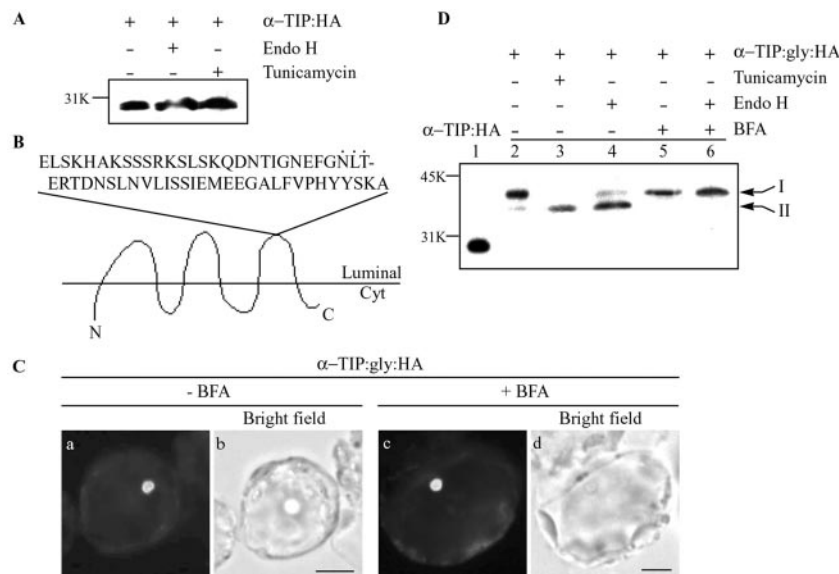 A
+ + + α–TIP:HA
– + – Endo H
– – + Tunicamycin
31K
B
ELSKHAKSSSRKSLSKQDNTIGNEFGṄLṪ-
ERTDNSLNVLISSIEMEEGALFVPHYYSKA
Luminal
Cyt
N
C
C
α–TIP:gly:HA
- BFA
+ BFA
Bright field
Bright field
a
b
c
d
D
+ + + + + α–TIP:gly:HA
– + – – – Tunicamycin
– – + – + Endo H
α–TIP:HA – – – + + BFA
1 2 3 4 5 6
45K
31K
I
II